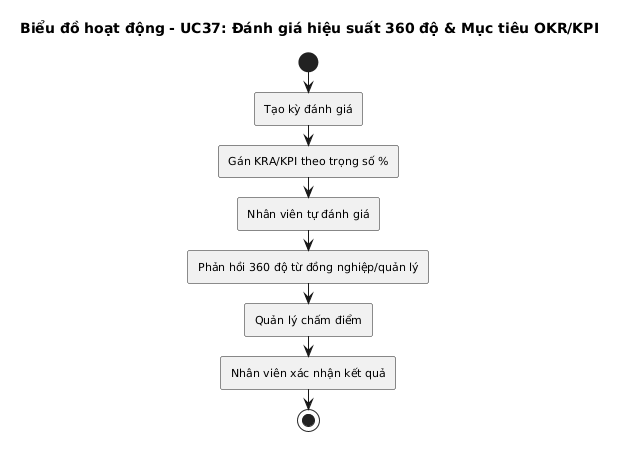 Biểu đồ hoạt động - UC37: Đánh giá hiệu suất 360 độ & Mục tiêu OKR/KPI
Tạo kỳ đánh giá
Gán KRA/KPI theo trọng số %
Nhân viên tự đánh giá
Phản hồi 360 độ từ đồng nghiệp/quản lý
Quản lý chấm điểm
Nhân viên xác nhận kết quả